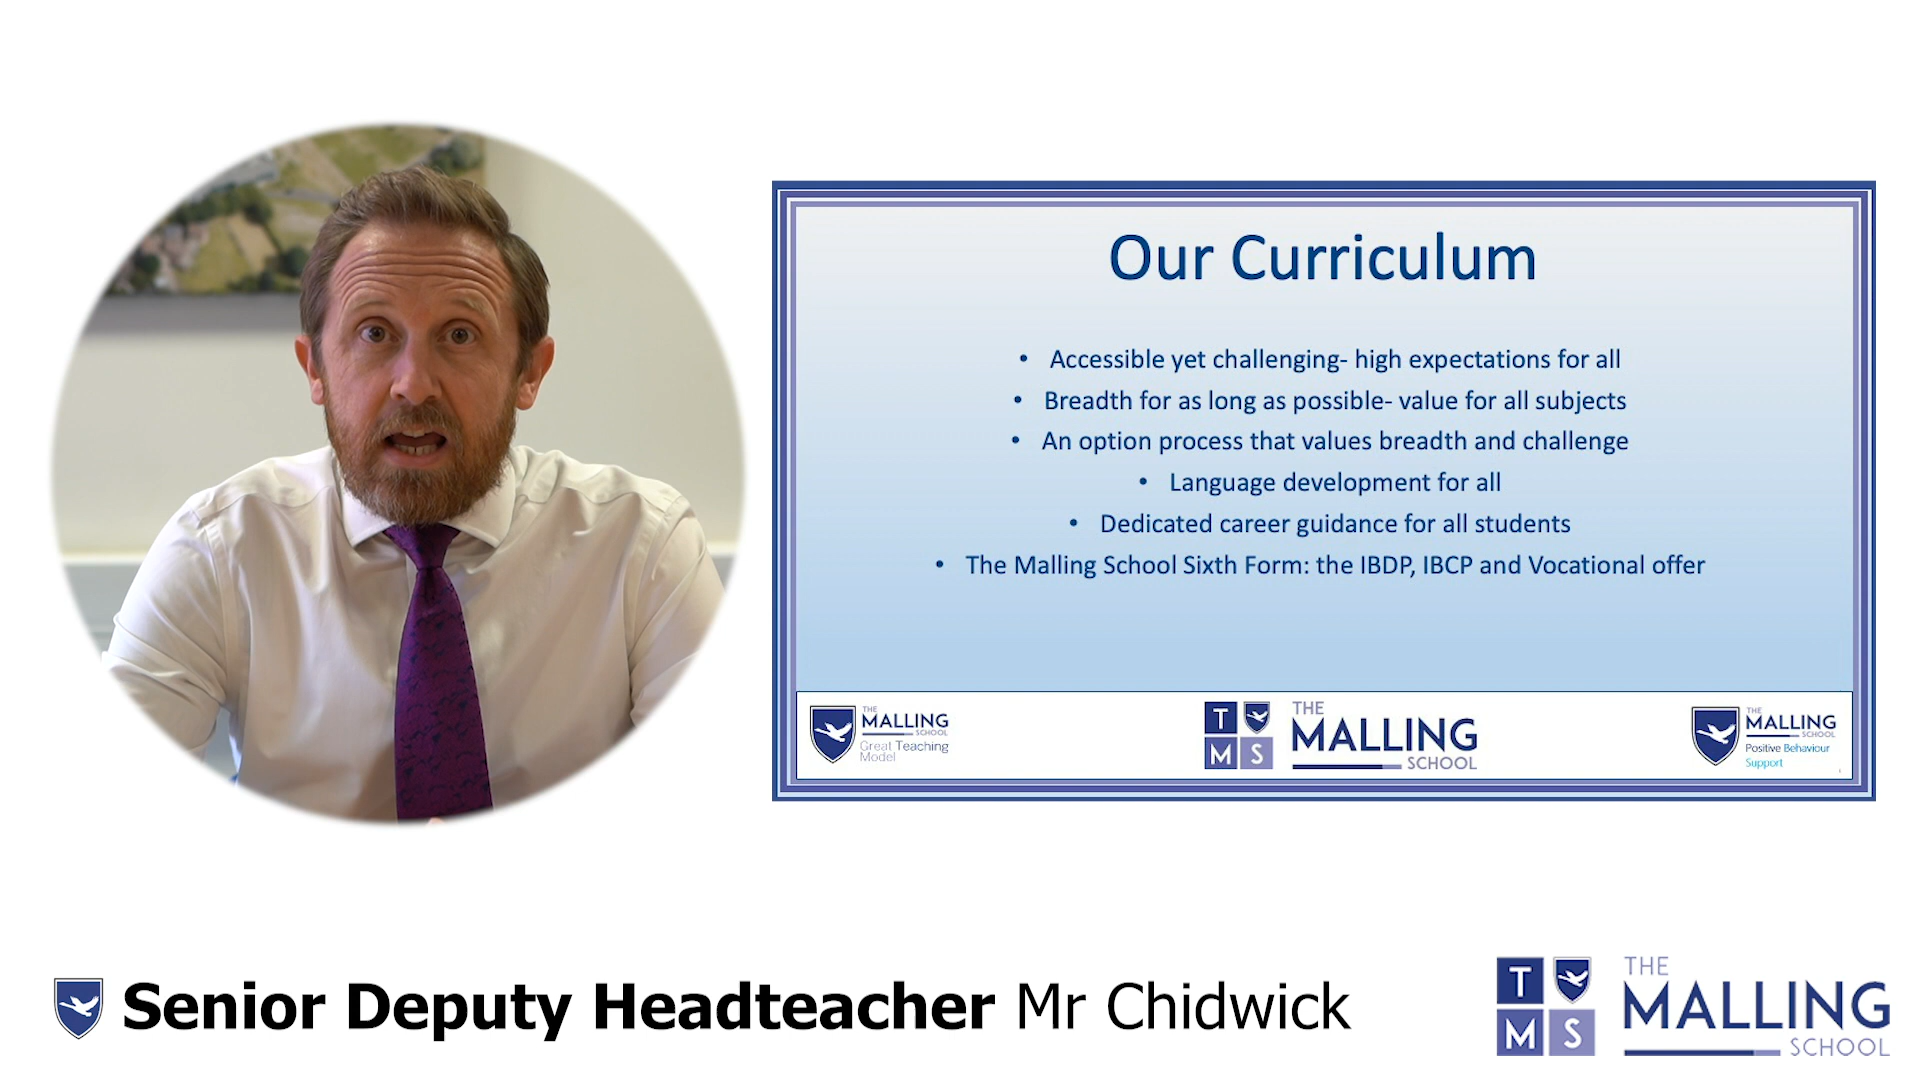 Our Curriculum
• Accessible yet challenging- high expectations for all
• Breadth for as long as possible- value for all subjects
• An option process that values breadth and challenge
• Language development for all
• Dedicated career guidance for all students
• The Malling School Sixth Form: the IBDP, IBCP and Vocational offer
THE
MALLING
SCHOOL
Great Teaching
Model
T
M S
THE
MALLING
SCHOOL
THE
MALLING
SCHOOL
Positive Behaviour
Support
Senior Deputy Headteacher Mr Chidwick
T
M S
THE
MALLING
SCHOOL